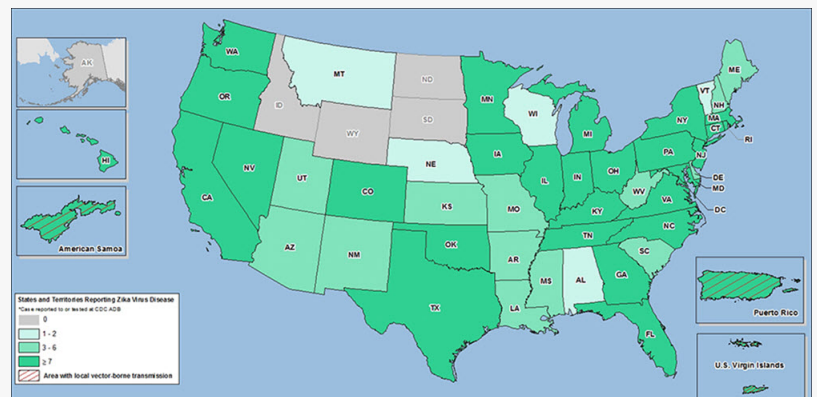 AK
HI
American Samoa
WA
OR
CA
NV
ID
MT
WY
UT
AZ
CO
NM
ND
SD
NE
KS
OK
TX
MN
IA
MO
AR
LA
WI
IL
MI
IN
OH
KY
TN
MS
AL
GA
FL
SC
NC
VA
WV
PA
NY
VT
NH
ME
MA
CT
RI
NJ
DE
MD
DC
Puerto Rico
U.S. Virgin Islands
States and Territories Reporting Zika Virus Disease
*Case reported to or tested at CDC ADB
0
1 - 2
3 - 6
≥ 7
Area with local vector-borne transmission